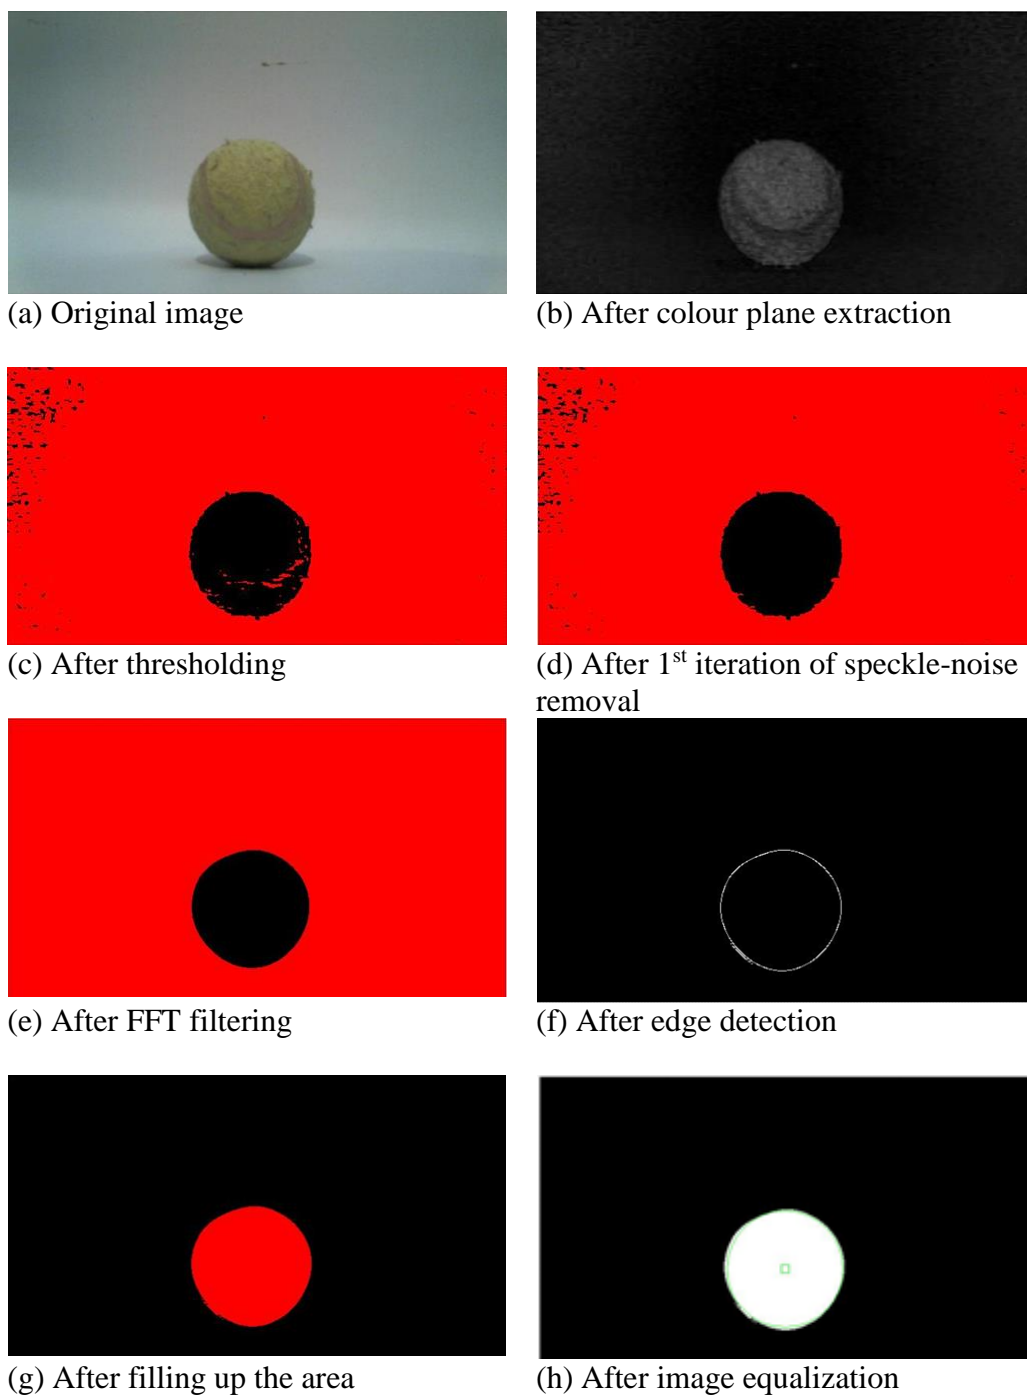 (a) Original image
(b) After colour plane extraction
(c) After thresholding
(d) After 1st iteration of speckle-noise
removal
(e) After FFT filtering
(f) After edge detection
(g) After filling up the area
(h) After image equalization